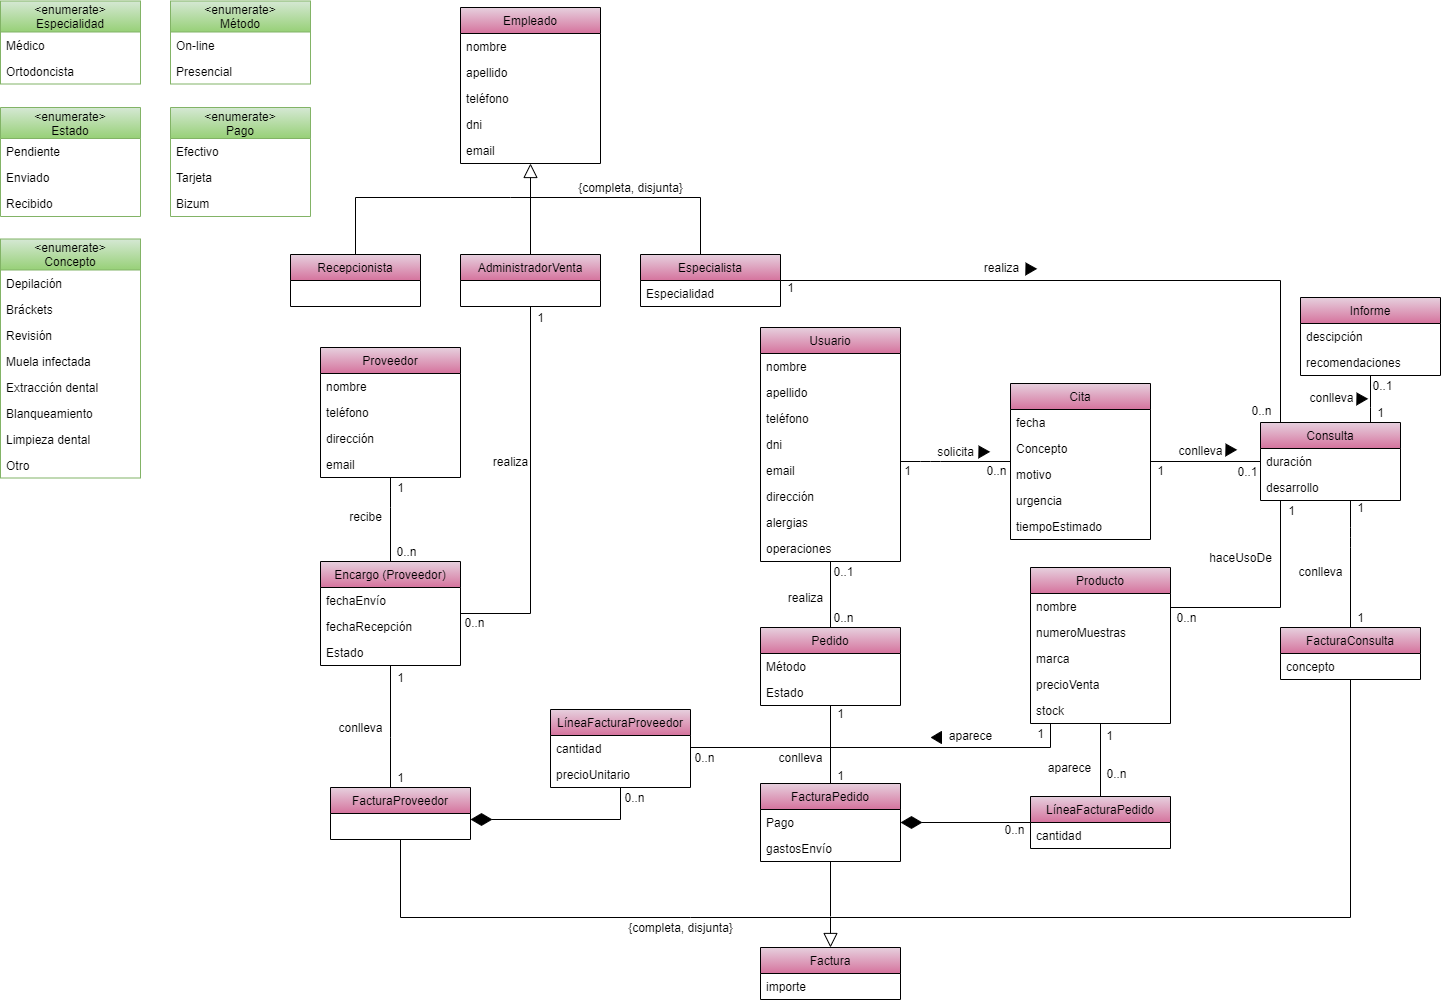 <enumerate>
Especialidad
Médico
Ortodoncista
<enumerate>
Método
On-line
Presencial
<enumerate>
Estado
Pendiente
Enviado
Recibido
<enumerate>
Pago
Efectivo
Tarjeta
Bizum
<enumerate>
Concepto
Depilación
Bráckets
Revisión
Muela infectada
Extracción dental
Blanqueamiento
Limpieza dental
Otro
Empleado
nombre
apellido
teléfono
dni
email
{completa, disjunta}
Recepcionista
AdministradorVenta
1
Especialista
Especialidad
1
realiza
0..n
Informe
descipción
recomendaciones
0..1
conlleva
1
Proveedor
nombre
teléfono
dirección
email
1
recibe
0..n
realiza
Encargo (Proveedor)
fechaEnvío
fechaRecepción
Estado
0..n
1
conlleva
1
Usuario
nombre
apellido
teléfono
dni
email
dirección
alergias
operaciones
solicita
1
0..n
0..1
realiza
0..n
Cita
fecha
Concepto
motivo
urgencia
tiempoEstimado
conlleva
1
0..1
Consulta
duración
desarrollo
1
1
haceUsoDe
0..n
conlleva
1
Pedido
Método
Estado
1
conlleva
1
Producto
nombre
numeroMuestras
marca
precioVenta
stock
1
1
aparece
0..n
aparece
0..n
FacturaConsulta
concepto
LíneaFacturaProveedor
cantidad
precioUnitario
0..n
FacturaProveedor
FacturaPedido
Pago
gastosEnvío
0..n
LíneaFacturaPedido
cantidad
{completa, disjunta}
Factura
importe